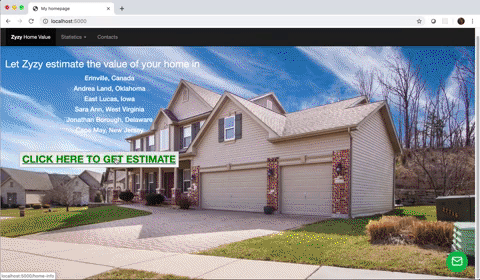 My homepage
localhost:5000
Zyzy Home Value
Statistics
Contacts
Let Zyzy estimate the value of your home in
Erinville, Canada
Andrea Land, Oklahoma
East Lucas, Iowa
Sara Ann, West Virginia
Jonathan Borough, Delaware
Cape May, New Jersey
CLICK HERE TO GET ESTIMATE
localhost:5000/home-info